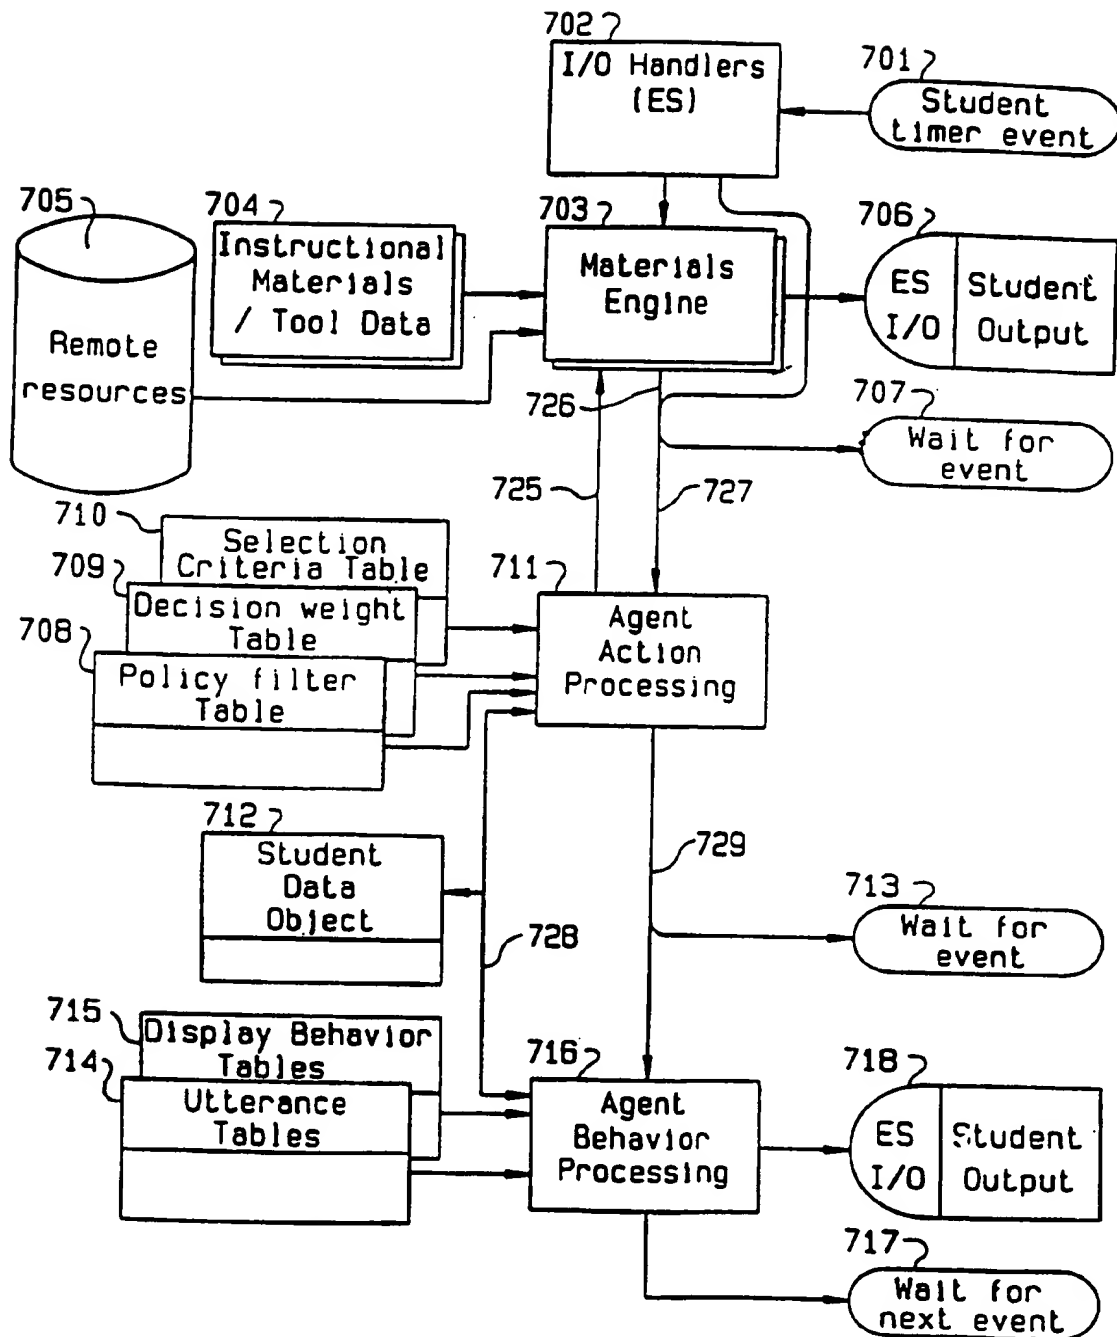 702
I/O Handlers
(ES)
701
Student
timer event
705
Remote
resources
704
Instructional
Materials
/ Tool Data
703
Materials
Engine
706
ES
I/O
Student
Output
726
707
Wait for
event
725
727
710
Selection
Criteria Table
709
Decision weight
Table
708
Policy filter
Table
711
Agent
Action
Processing
712
Student
Data
Object
728
729
713
Wait for
event
715
Display Behavior
Tables
714
Utterance
Tables
716
Agent
Behavior
Processing
718
ES
I/O
Student
Output
717
Wait for
next event